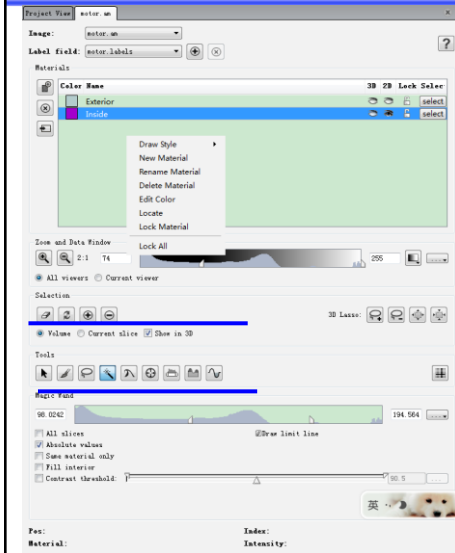 Project View motor.am ×
Image: motor.am
Label field: motor.labels
Materials
Color Name 3D 2D Lock Selec
Exterior select
Inside select
Draw Style
New Material
Rename Material
Delete Material
Edit Color
Locate
Lock Material
Lock All
Zoom and Data Window
2:1 74 255 ...
All viewers Current viewer
Selection
3D Lasso:
Volume Current slice Show in 3D
Tools
Magic Wand
98.0242 194.564 ...
All slices Draw limit line
Absolute values
Same material only
Fill interior
Contrast threshold: 90.5 ...
英
Pos: Index:
Material: Intensity: